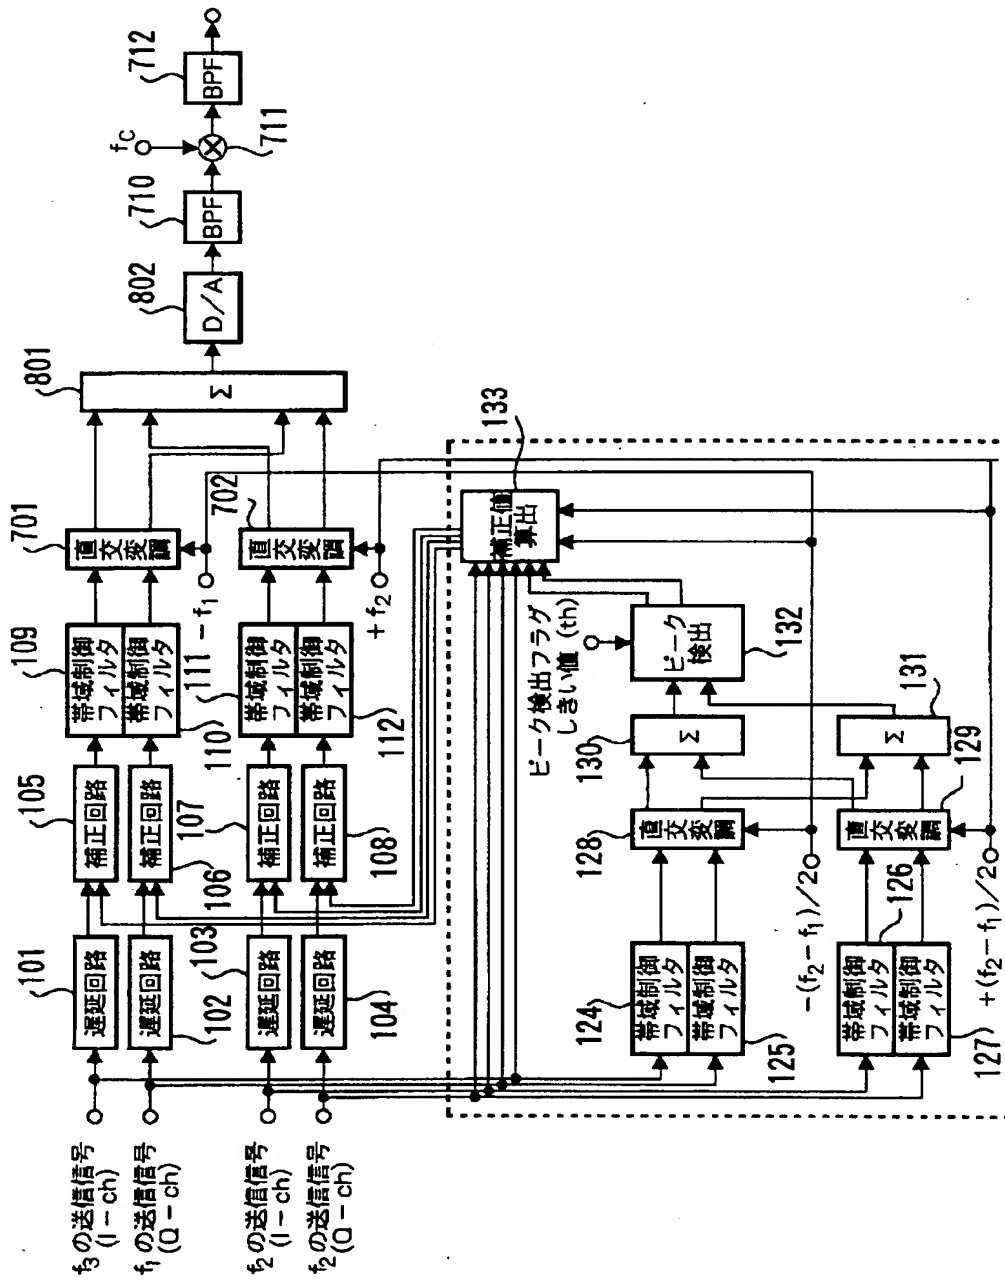 f3の送信信号
(I-ch)
f1の送信信号
(Q-ch)
f2の送信信号
(I-ch)
f2の送信信号
(Q-ch)
101
遅延回路
遅延回路
102
103
遅延回路
遅延回路
104
105
補正回路
補正回路
106
107
補正回路
補正回路
108
109
帯域制御
フィルタ
帯域制御
フィルタ
110
111
帯域制御
フィルタ
帯域制御
フィルタ
112
701
直交変調
-f1
702
直交変調
+f2
801
Σ
802
D/A
710
BPF
fC
711
712
BPF
124
帯域制御
フィルタ
帯域制御
フィルタ
125
126
帯域制御
フィルタ
帯域制御
フィルタ
127
128
直交変調
-(f2-f1)/2
129
直交変調
+(f2-f1)/2
130
Σ
131
Σ
ピーク検出フラグ
しきい値(th)
ピーク
検出
132
133
補正値
算出